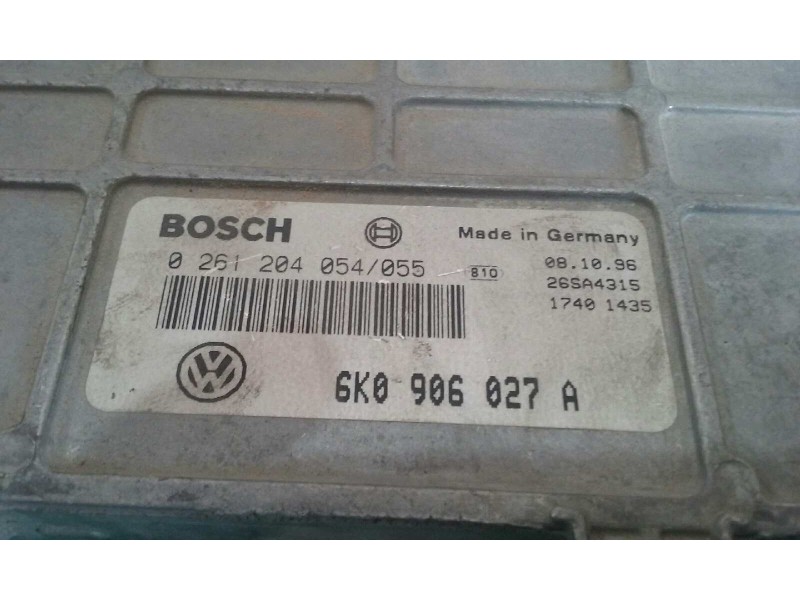 BOSCH
Made in Germany
0 261 204 054/055
810
08.10.96
26SA4315
1740 1435
6K0 906 027 A